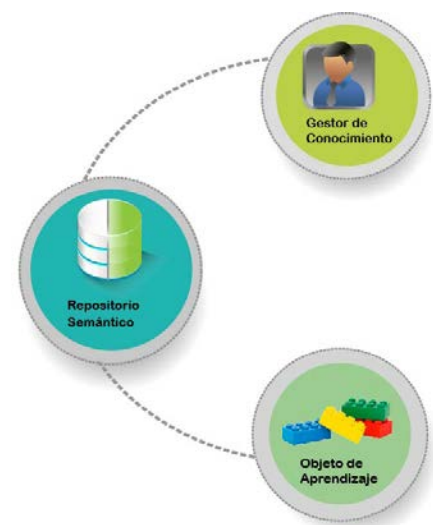 Gestor de
Conocimiento
Repositorio
Semántico
Objeto de
Aprendizaje